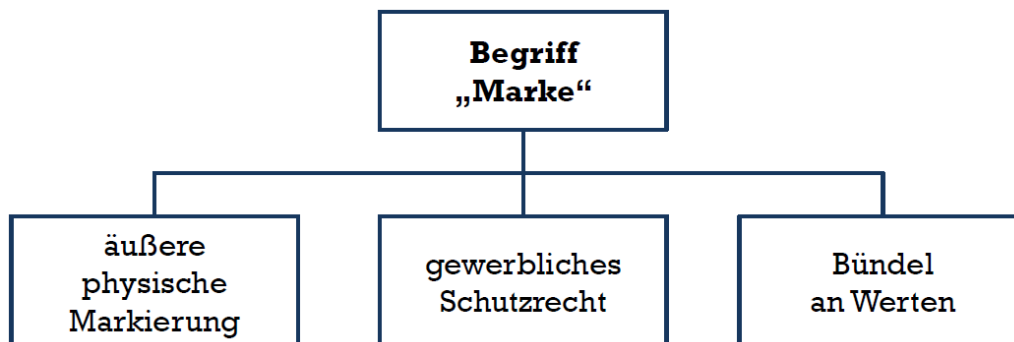 Begriff
„Marke“
äußere
physische
Markierung
gewerbliches
Schutzrecht
Bündel
an Werten